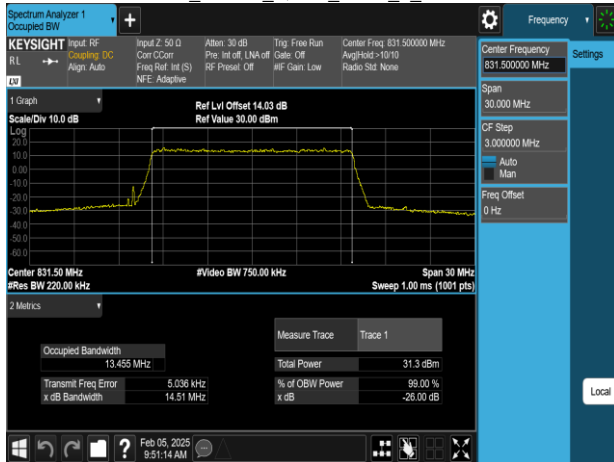 Spectrum Analyzer 1
Occupied BW
Frequency
KEYSIGHT Input: RF
RL Coupling: DC
Align: Auto
LXI
Input Z: 50 Ω
Corr CCorr
Freq Ref: Int (S)
NFE: Adaptive
Atten: 30 dB
Pre: Int off, LNA off
RF Preset: Off
Trig: Free Run
Gate: Off
#IF Gain: Low
Center Freq: 831.500000 MHz
Avg|Hold:>10/10
Radio Std: None
Center Frequency
831.500000 MHz
Settings
Span
30.000 MHz
CF Step
3.000000 MHz
Auto
Man
Freq Offset
0 Hz
Local
1 Graph
Scale/Div 10.0 dB
Ref Lvl Offset 14.03 dB
Ref Value 30.00 dBm
Log
20.0
10.0
0.00
-10.0
-20.0
-30.0
-40.0
-50.0
-60.0
Center 831.50 MHz
#Video BW 750.00 kHz
Span 30 MHz
#Res BW 220.00 kHz
Sweep 1.00 ms (1001 pts)
2 Metrics
Measure Trace Trace 1
Occupied Bandwidth
13.455 MHz
Total Power 31.3 dBm
Transmit Freq Error 5.036 kHz
% of OBW Power 99.00 %
x dB Bandwidth 14.51 MHz
x dB -26.00 dB
?
Feb 05, 2025
9:51:14 AM